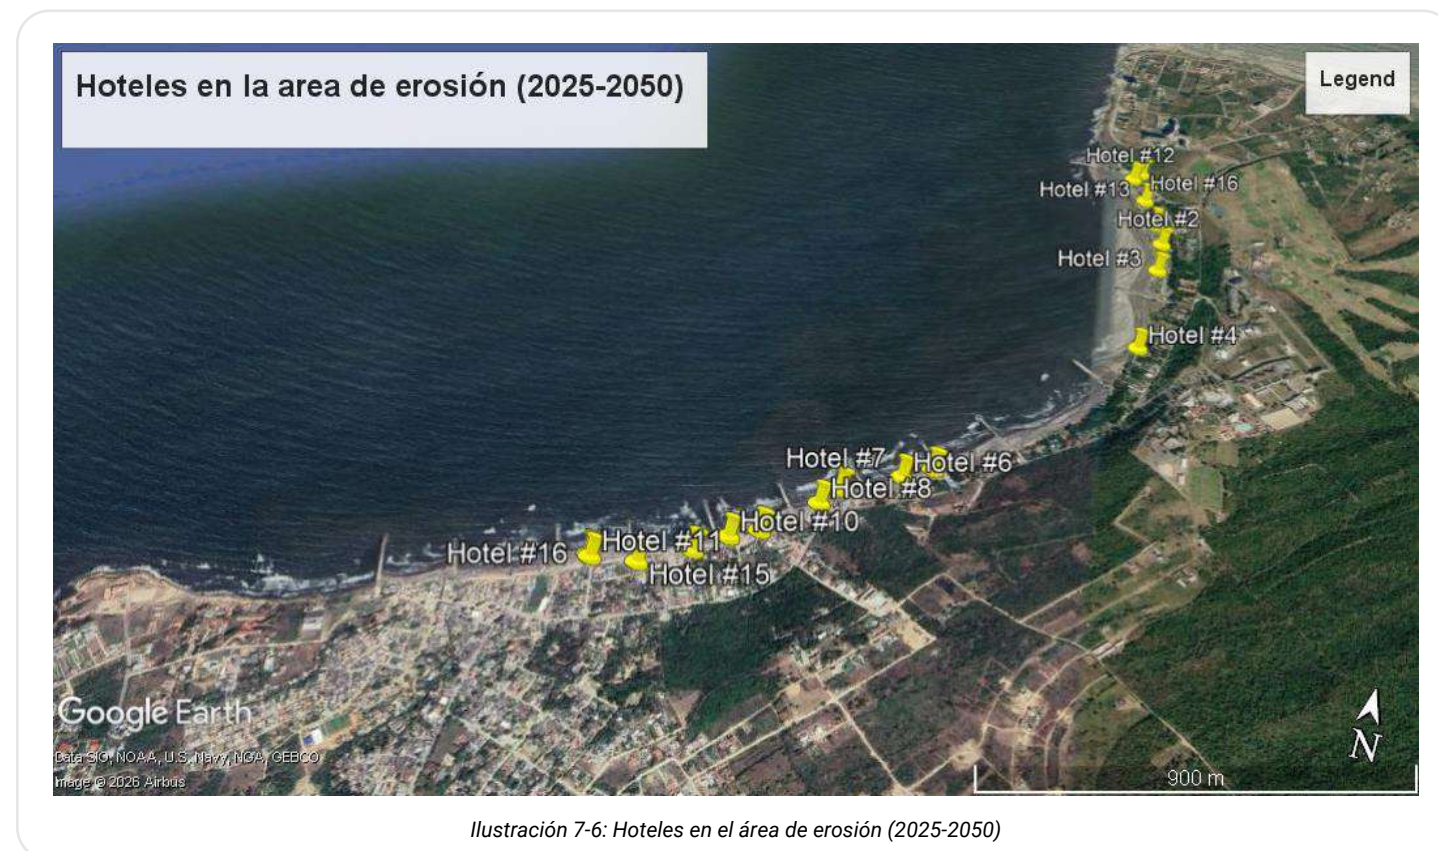 Hoteles en la area de erosión (2025-2050)
Legend
Hotel #12
Hotel #13
Hotel #16
Hotel #2
Hotel #3
Hotel #4
Hotel #7
Hotel #6
Hotel #8
Hotel #10
Hotel #16
Hotel #11
Hotel #15
Google Earth
Data SIO, NOAA, U.S. Navy, NGA, GEBCO
Image © 2026 Airbus
900 m
N
Ilustración 7-6: Hoteles en el área de erosión (2025-2050)